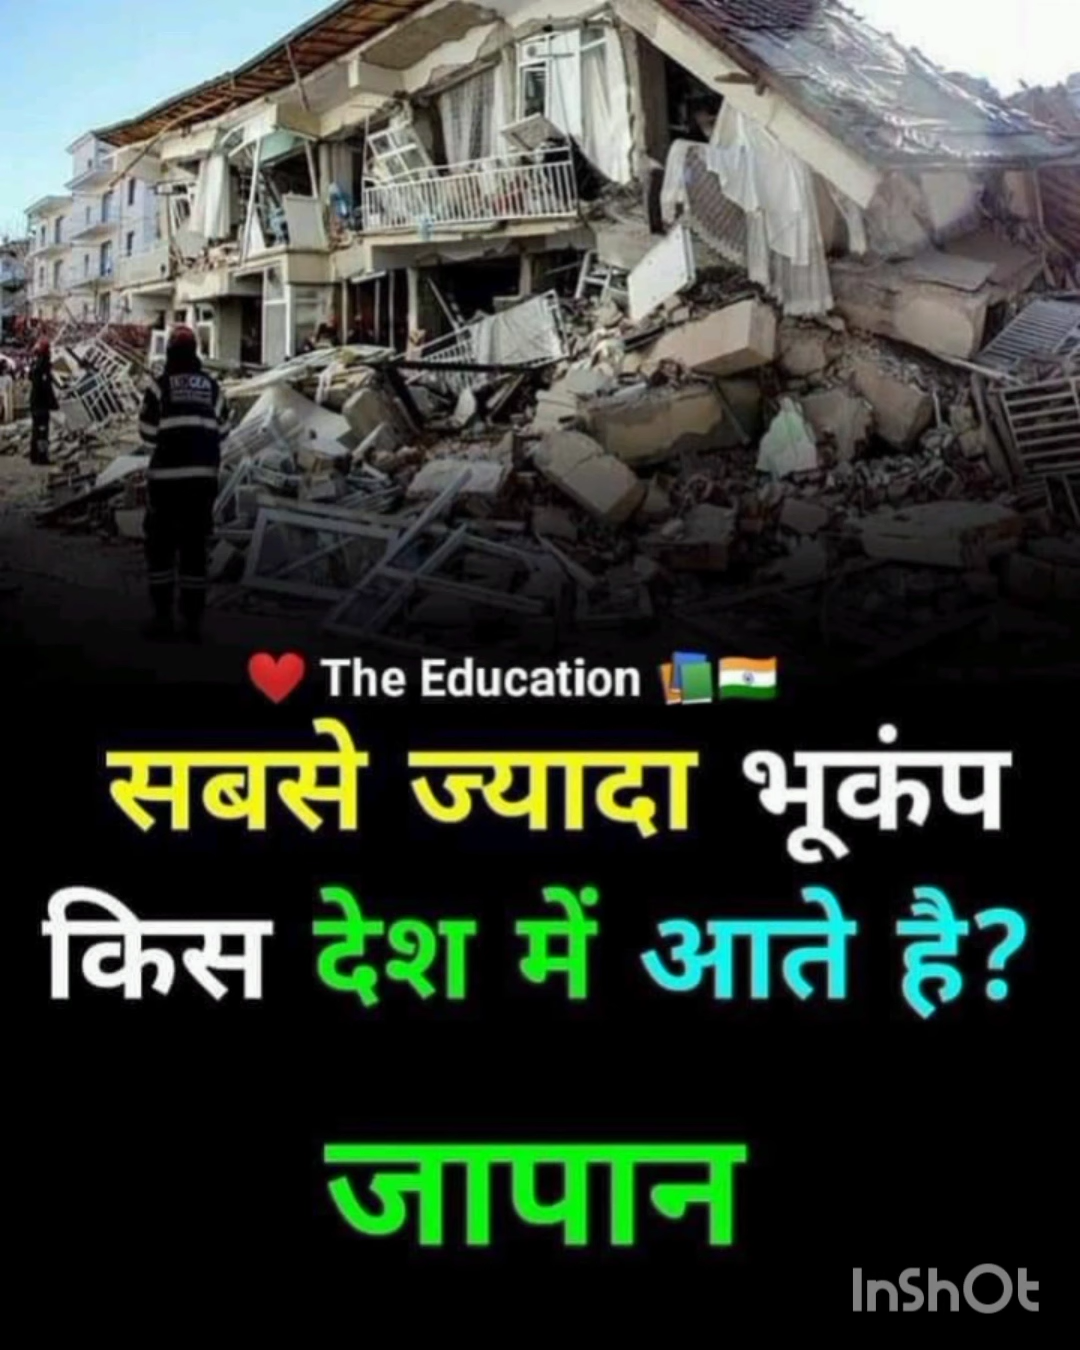 ❤️ The Education 📚🇮🇳
सबसे ज्यादा भूकंप
किस देश में आते है?
जापान
InShOt